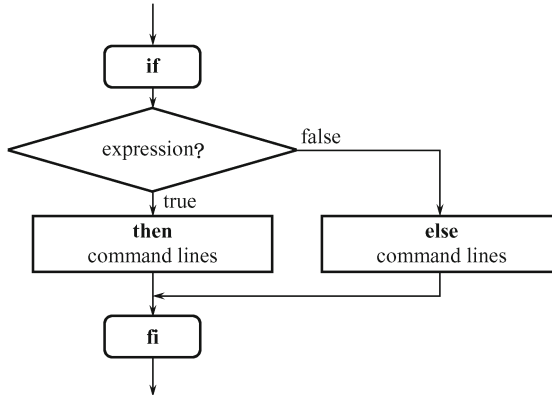 if
expression?
false
true
then
command lines
else
command lines
fi